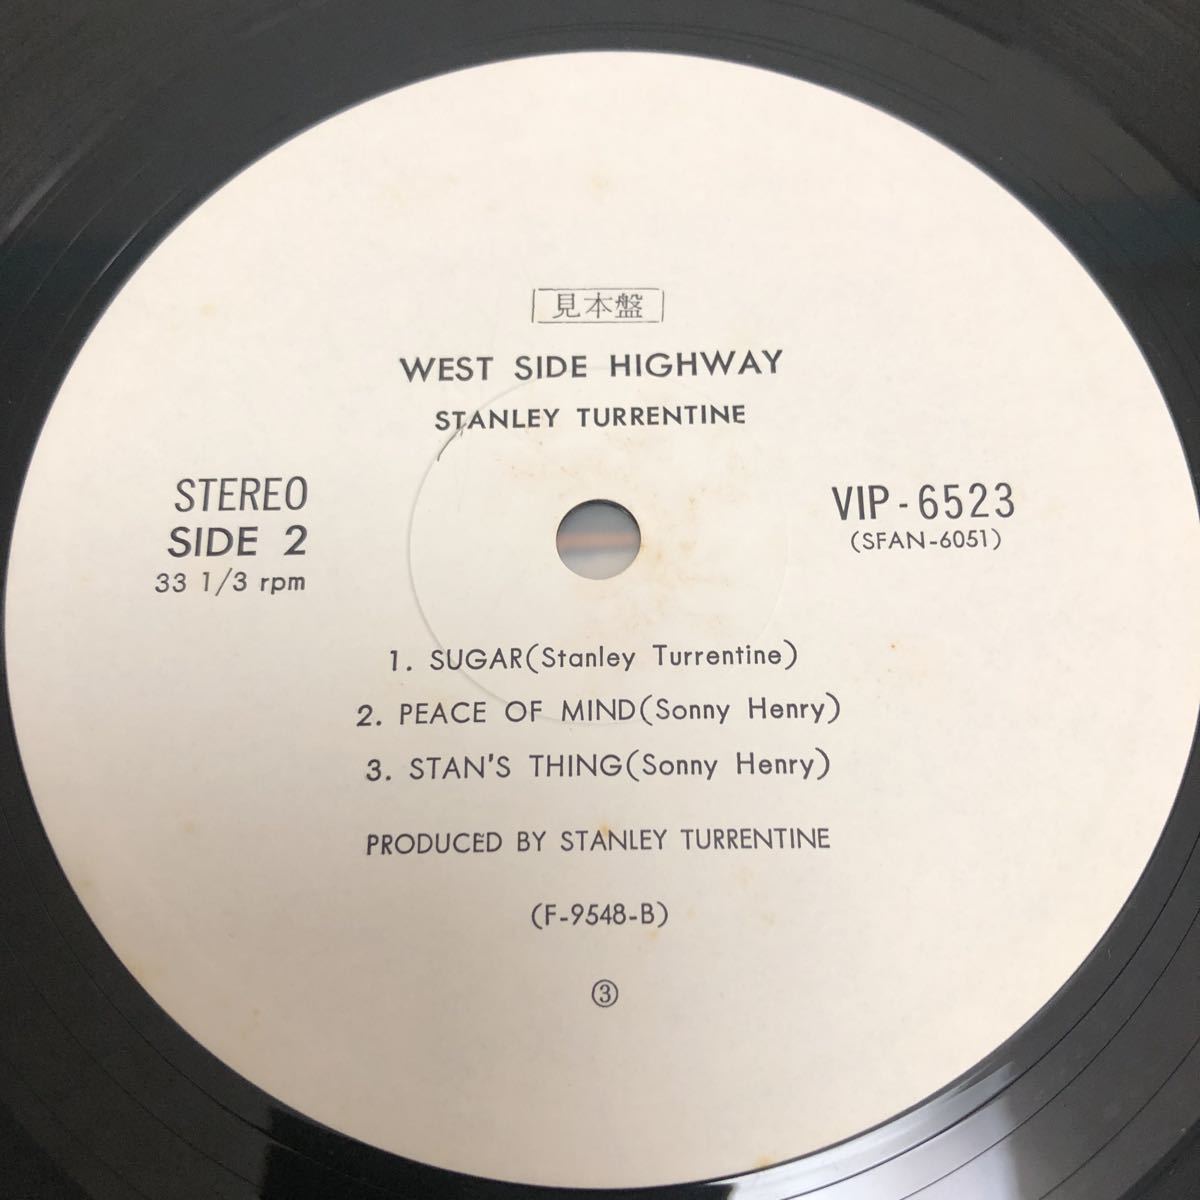 見本盤
WEST SIDE HIGHWAY
STANLEY TURRENTINE
STEREO
SIDE 2
33 1/3 rpm
VIP-6523
(SFAN-6051)
1. SUGAR(Stanley Turrentine)
2. PEACE OF MIND(Sonny Henry)
3. STAN'S THING(Sonny Henry)
PRODUCED BY STANLEY TURRENTINE
(F-9548-B)
③